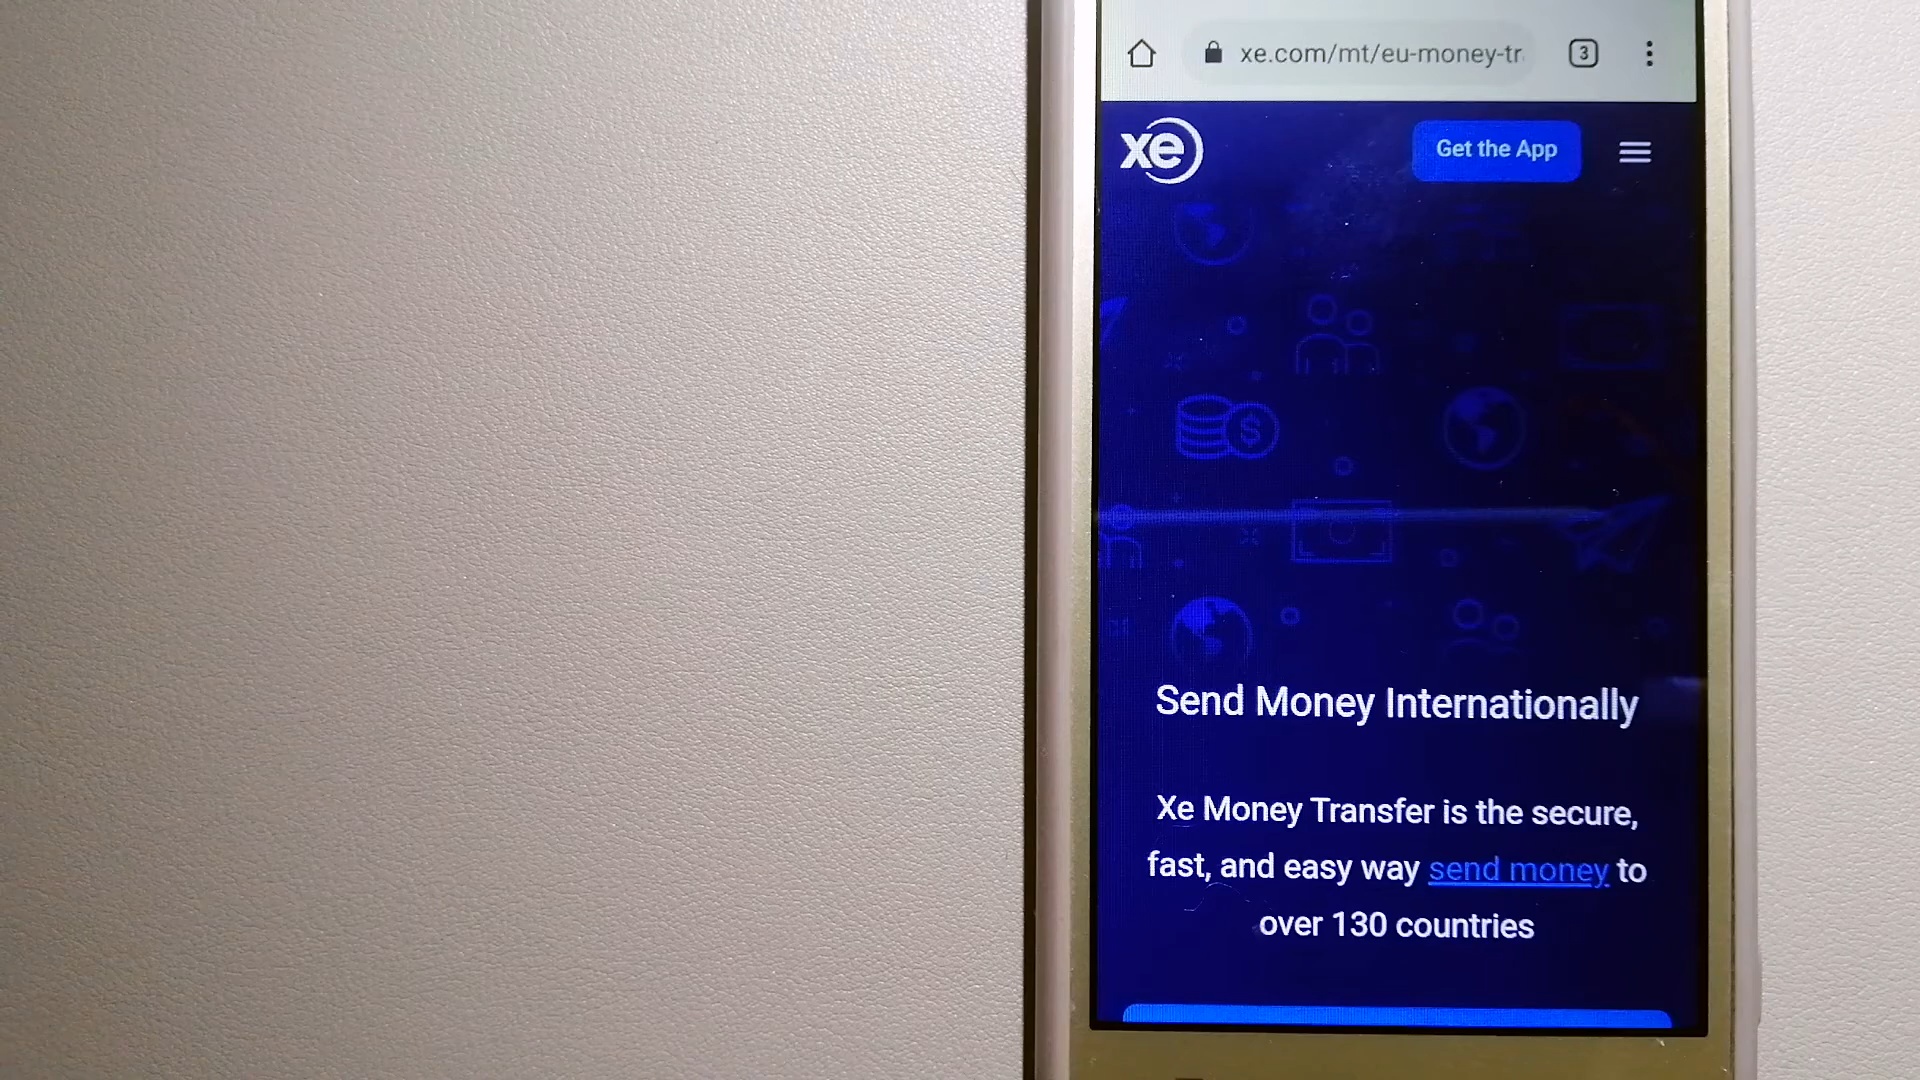 xe.com/mt/eu-money-tr
3
xe
Get the App
$
Send Money Internationally
Xe Money Transfer is the secure,
fast, and easy way send money to
over 130 countries